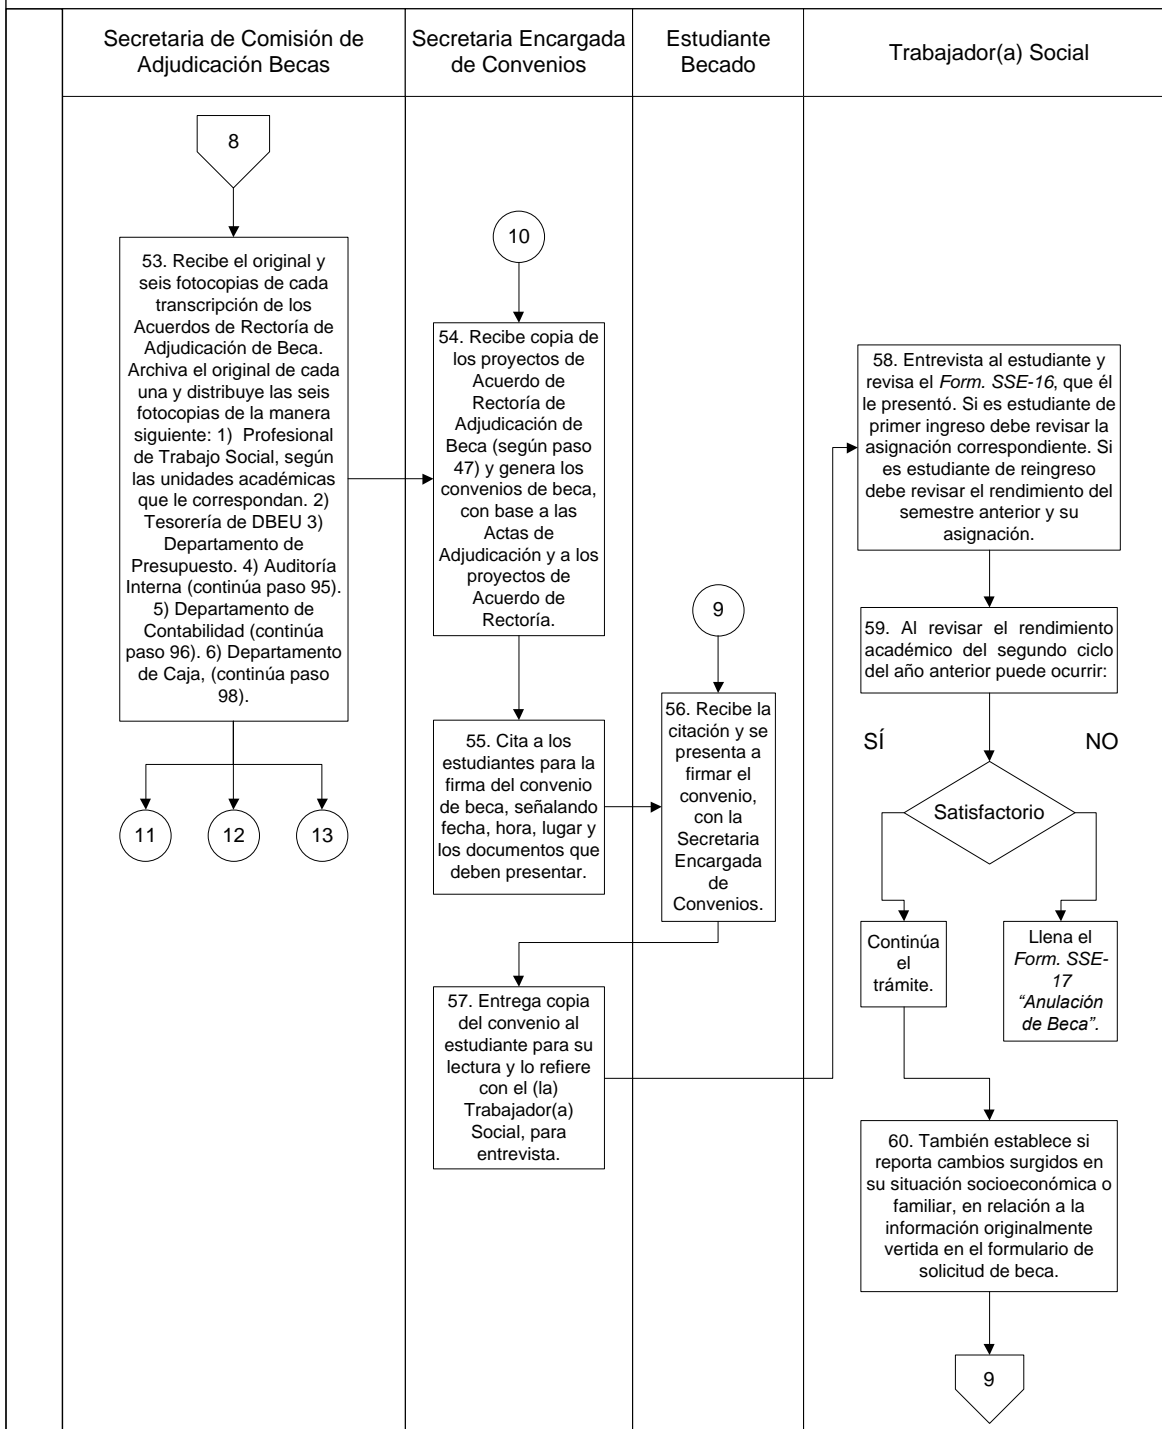 Secretaria de Comisión de
Adjudicación Becas
Secretaria Encargada
de Convenios
Estudiante
Becado
Trabajador(a) Social
8
53. Recibe el original y
seis fotocopias de cada
transcripción de los
Acuerdos de Rectoría de
Adjudicación de Beca.
Archiva el original de cada
una y distribuye las seis
fotocopias de la manera
siguiente: 1) Profesional
de Trabajo Social, según
las unidades académicas
que le correspondan. 2)
Tesorería de DBEU 3)
Departamento de
Presupuesto. 4) Auditoría
Interna (continúa paso 95).
5) Departamento de
Contabilidad (continúa
paso 96). 6) Departamento
de Caja, (continúa paso
98).
11
12
13
10
54. Recibe copia de
los proyectos de
Acuerdo de
Rectoría de
Adjudicación de
Beca (según paso
47) y genera los
convenios de beca,
con base a las
Actas de
Adjudicación y a los
proyectos de
Acuerdo de
Rectoría.
55. Cita a los
estudiantes para la
firma del convenio
de beca, señalando
fecha, hora, lugar y
los documentos que
deben presentar.
9
56. Recibe la
citación y se
presenta a
firmar el
convenio,
con la
Secretaria
Encargada
de
Convenios.
57. Entrega copia
del convenio al
estudiante para su
lectura y lo refiere
con el (la)
Trabajador(a)
Social, para
entrevista.
58. Entrevista al estudiante y
revisa el Form. SSE-16, que él
le presentó. Si es estudiante de
primer ingreso debe revisar la
asignación correspondiente. Si
es estudiante de reingreso
debe revisar el rendimiento del
semestre anterior y su
asignación.
59. Al revisar el rendimiento
académico del segundo ciclo
del año anterior puede ocurrir:
SÍ
NO
Satisfactorio
Continúa
el
trámite.
Llena el
Form. SSE-
17
“Anulación
de Beca”.
60. También establece si
reporta cambios surgidos en
su situación socioeconómica o
familiar, en relación a la
información originalmente
vertida en el formulario de
solicitud de beca.
9